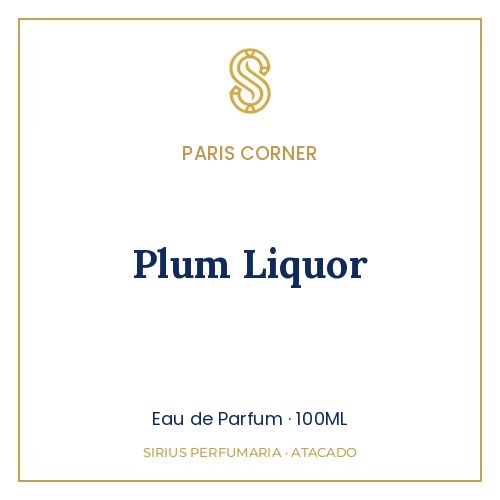 PARIS CORNER
Plum Liquor
Eau de Parfum · 100ML
SIRIUS PERFUMARIA · ATACADO